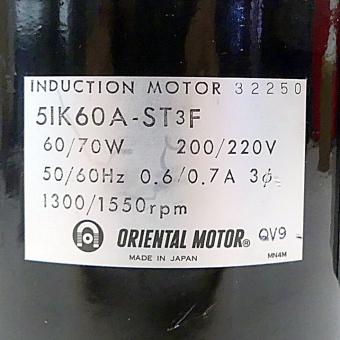 INDUCTION MOTOR 32250
5IK60A-ST3F
60/70W 200/220V
50/60Hz 0.6/0.7A 3φ
1300/1550rpm
ORIENTAL MOTOR® QV9
MADE IN JAPAN MN4M